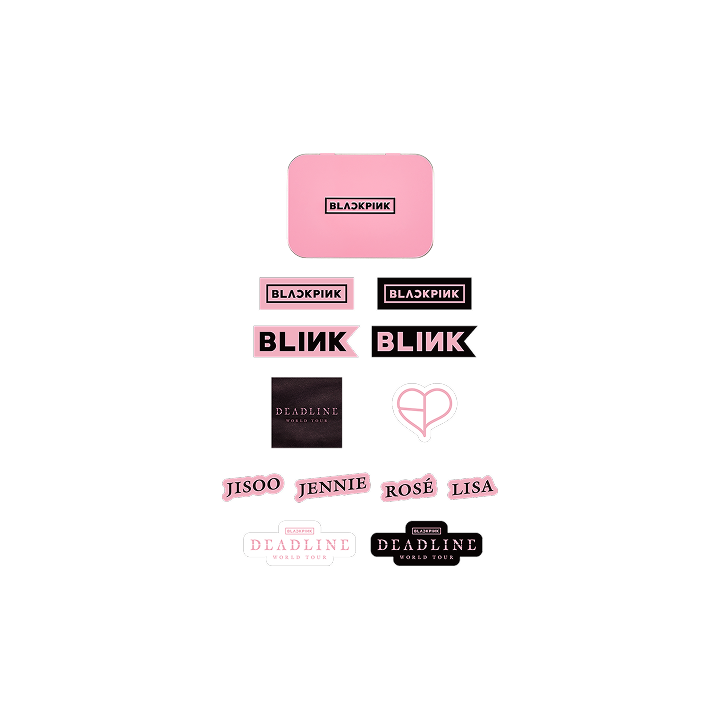 BLACKPINK
BLACKPINK
BLACKPINK
BLINK
BLINK
DEADLINE
WORLD TOUR
JISOO
JENNIE
ROSÉ
LISA
BLACKPINK
DEADLINE
WORLD TOUR
BLACKPINK
DEADLINE
WORLD TOUR